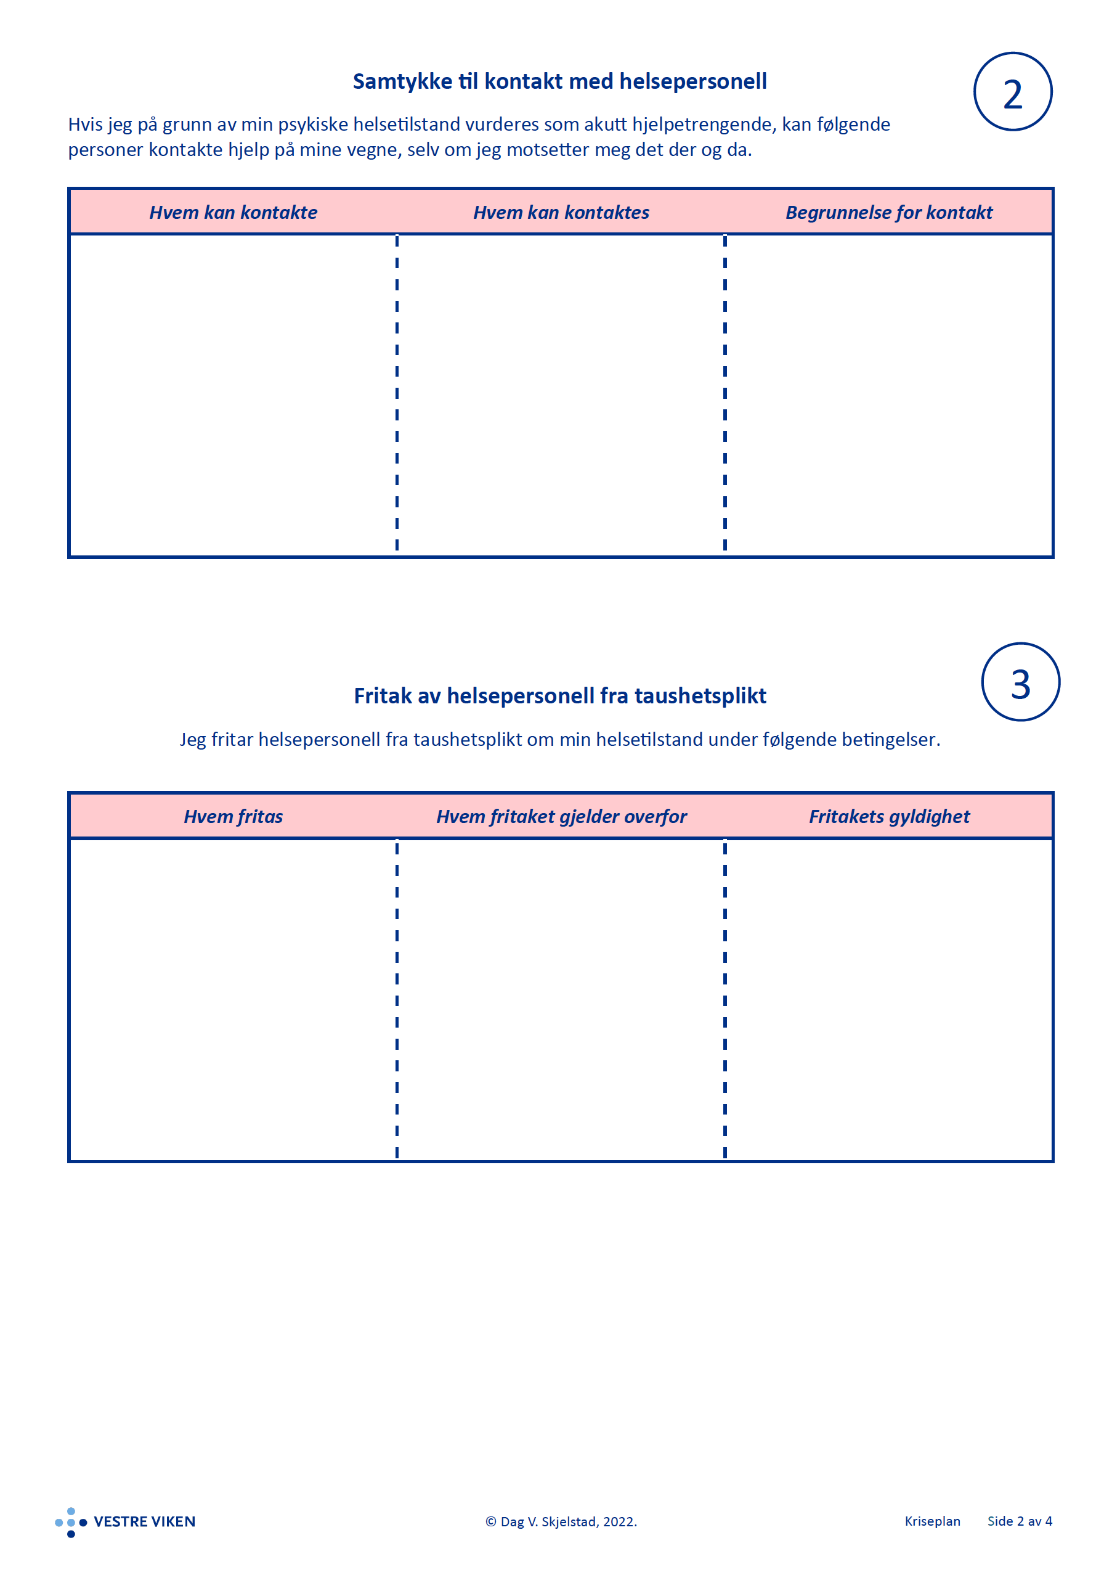 Samtykke til kontakt med helsepersonell
2
Hvis jeg på grunn av min psykiske helsetilstand vurderes som akutt hjelpetrengende, kan følgende
personer kontakte hjelp på mine vegne, selv om jeg motsetter meg det der og da.
Hvem kan kontakte Hvem kan kontaktes Begrunnelse for kontakt
3
Fritak av helsepersonell fra taushetsplikt
Jeg fritar helsepersonell fra taushetsplikt om min helsetilstand under følgende betingelser.
Hvem fritas Hvem fritaket gjelder overfor Fritakets gyldighet
VESTRE VIKEN © Dag V. Skjelstad, 2022. Kriseplan Side 2 av 4